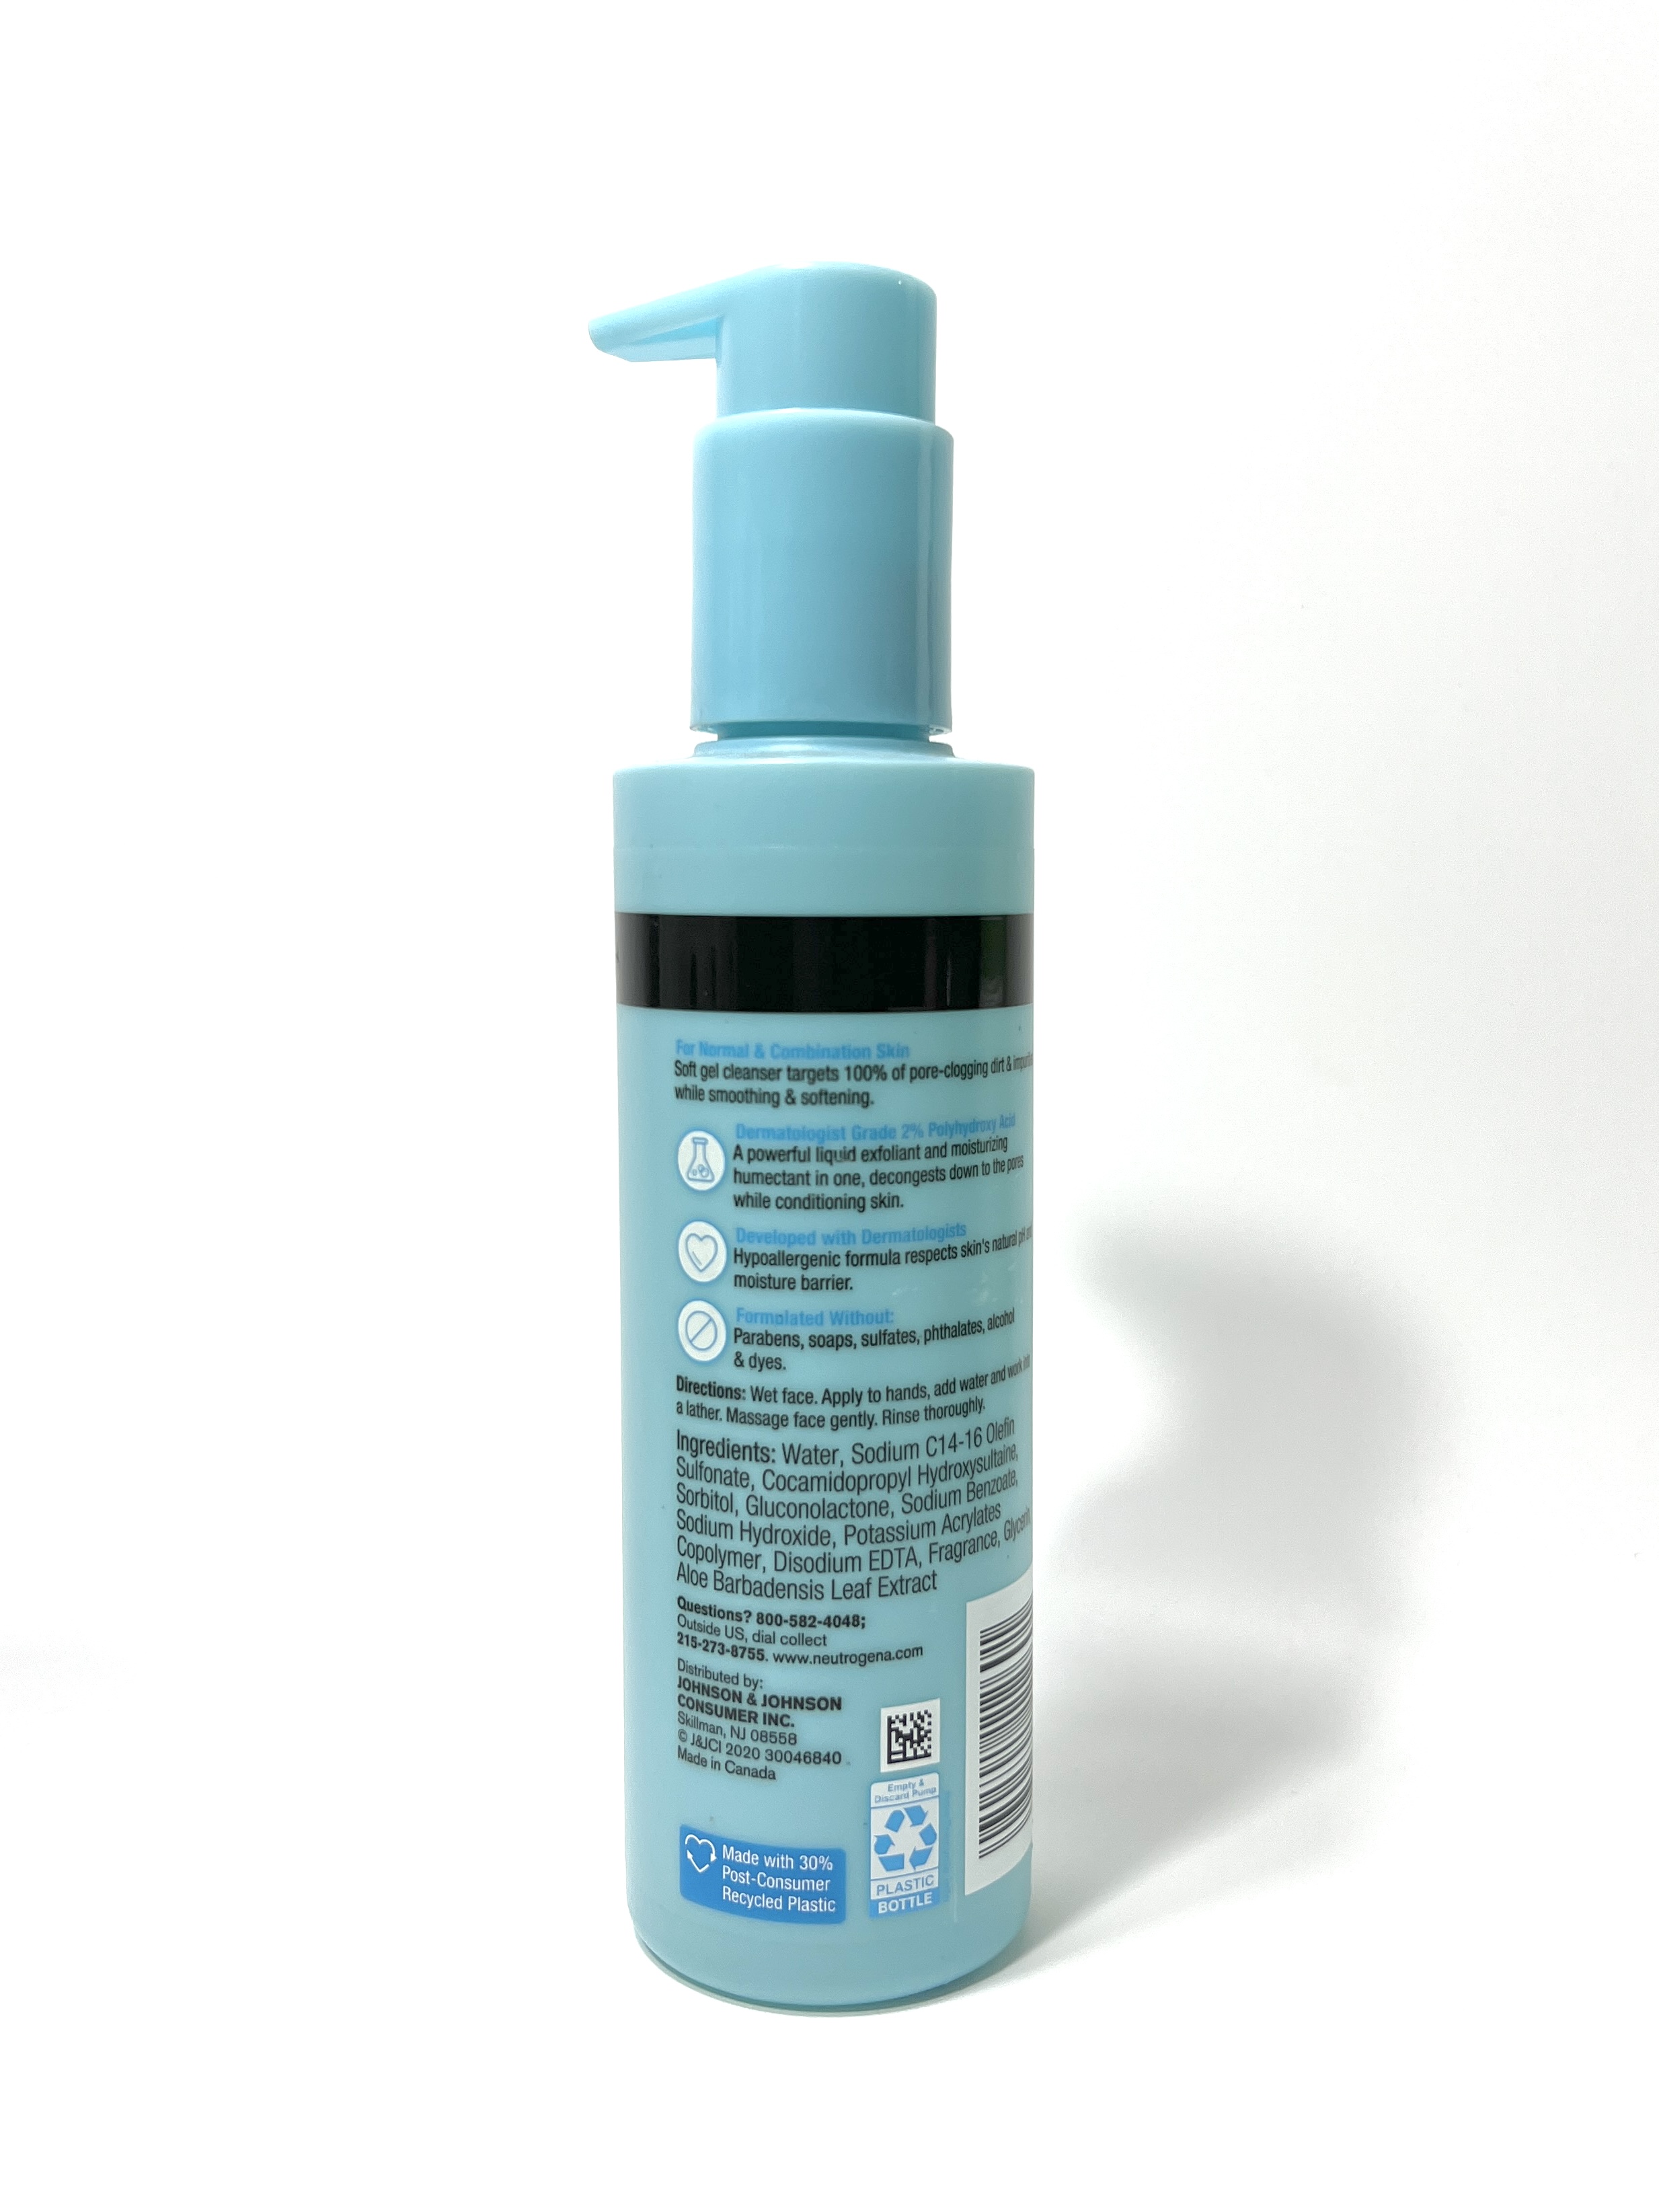 For Normal & Combination Skin
Soft gel cleanser targets 100% of pore-clogging dirt &
while smoothing & softening.
Dermatologist Grade 2% Polyhydroxy Acid
A powerful liquid exfoliant and moisturizing
humectant in one, decongests down to the pores
while conditioning skin.
Developed with Dermatologists
Hypoallergenic formula respects skin's natural pH and
moisture barrier.
Formulated Without:
Parabens, soaps, sulfates, phthalates, alcohol
& dyes.
Directions: Wet face. Apply to hands, add water and work into
a lather. Massage face gently. Rinse thoroughly.
Ingredients: Water, Sodium C14-16 Olefin
Sulfonate, Cocamidopropyl Hydroxysultaine,
Sorbitol, Gluconolactone, Sodium Benzoate,
Sodium Hydroxide, Potassium Acrylates
Copolymer, Disodium EDTA, Fragrance, Glycerin,
Aloe Barbadensis Leaf Extract
Questions? 800-582-4048;
Outside US, dial collect
215-273-8755. www.neutrogena.com
Distributed by:
JOHNSON & JOHNSON
CONSUMER INC.
Skillman, NJ 08558
© J&JCI 2020 30046840
Made in Canada
Empty &
Discard Pump
PLASTIC
BOTTLE
Made with 30%
Post-Consumer
Recycled Plastic